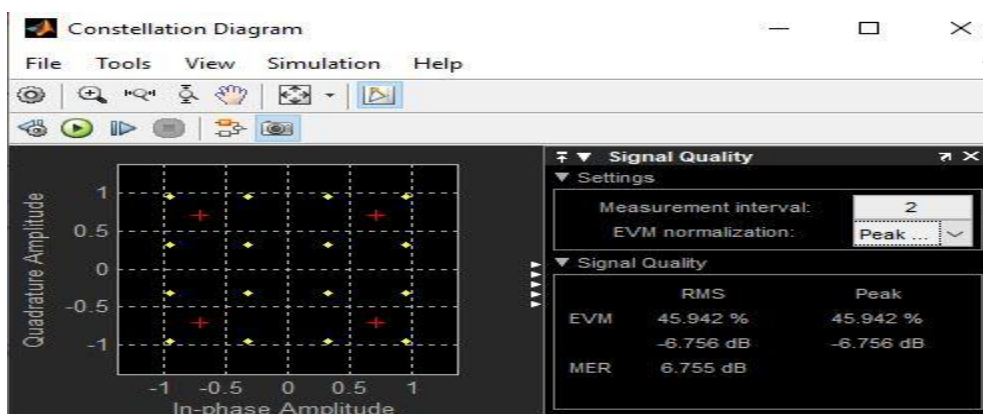 Constellation Diagram
File Tools View Simulation Help
Signal Quality
Settings
Measurement interval: 2
EVM normalization: Peak ...
Signal Quality
RMS Peak
EVM 45.942 % 45.942 %
-6.756 dB -6.756 dB
MER 6.755 dB
Quadrature Amplitude
1
0.5
0
-0.5
-1
-1 -0.5 0 0.5 1
In-phase Amplitude